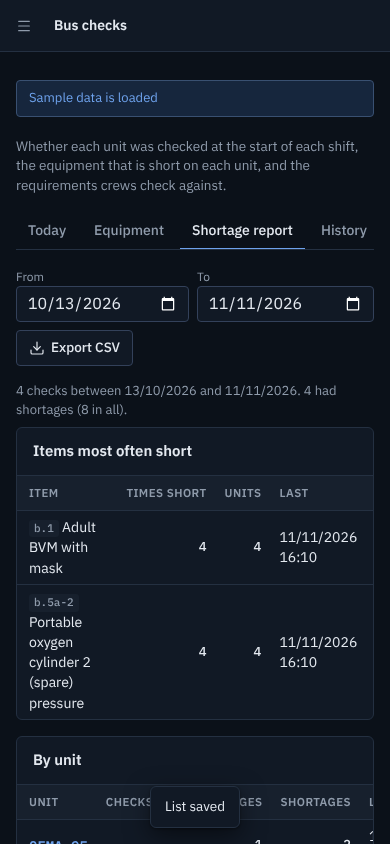 Bus checks
Sample data is loaded
Whether each unit was checked at the start of each shift,
the equipment that is short on each unit, and the
requirements crews check against.
Today Equipment Shortage report History
From To
10/13/2026 11/11/2026
Export CSV
4 checks between 13/10/2026 and 11/11/2026. 4 had
shortages (8 in all).
Items most often short
ITEM TIMES SHORT UNITS LAST
b.1 Adult
BVM with
mask
4 4 11/11/2026
16:10
b.5a-2
Portable
oxygen
cylinder 2
(spare)
pressure
4 4 11/11/2026
16:10
By unit
UNIT CHECKS SHORTAGES
List saved